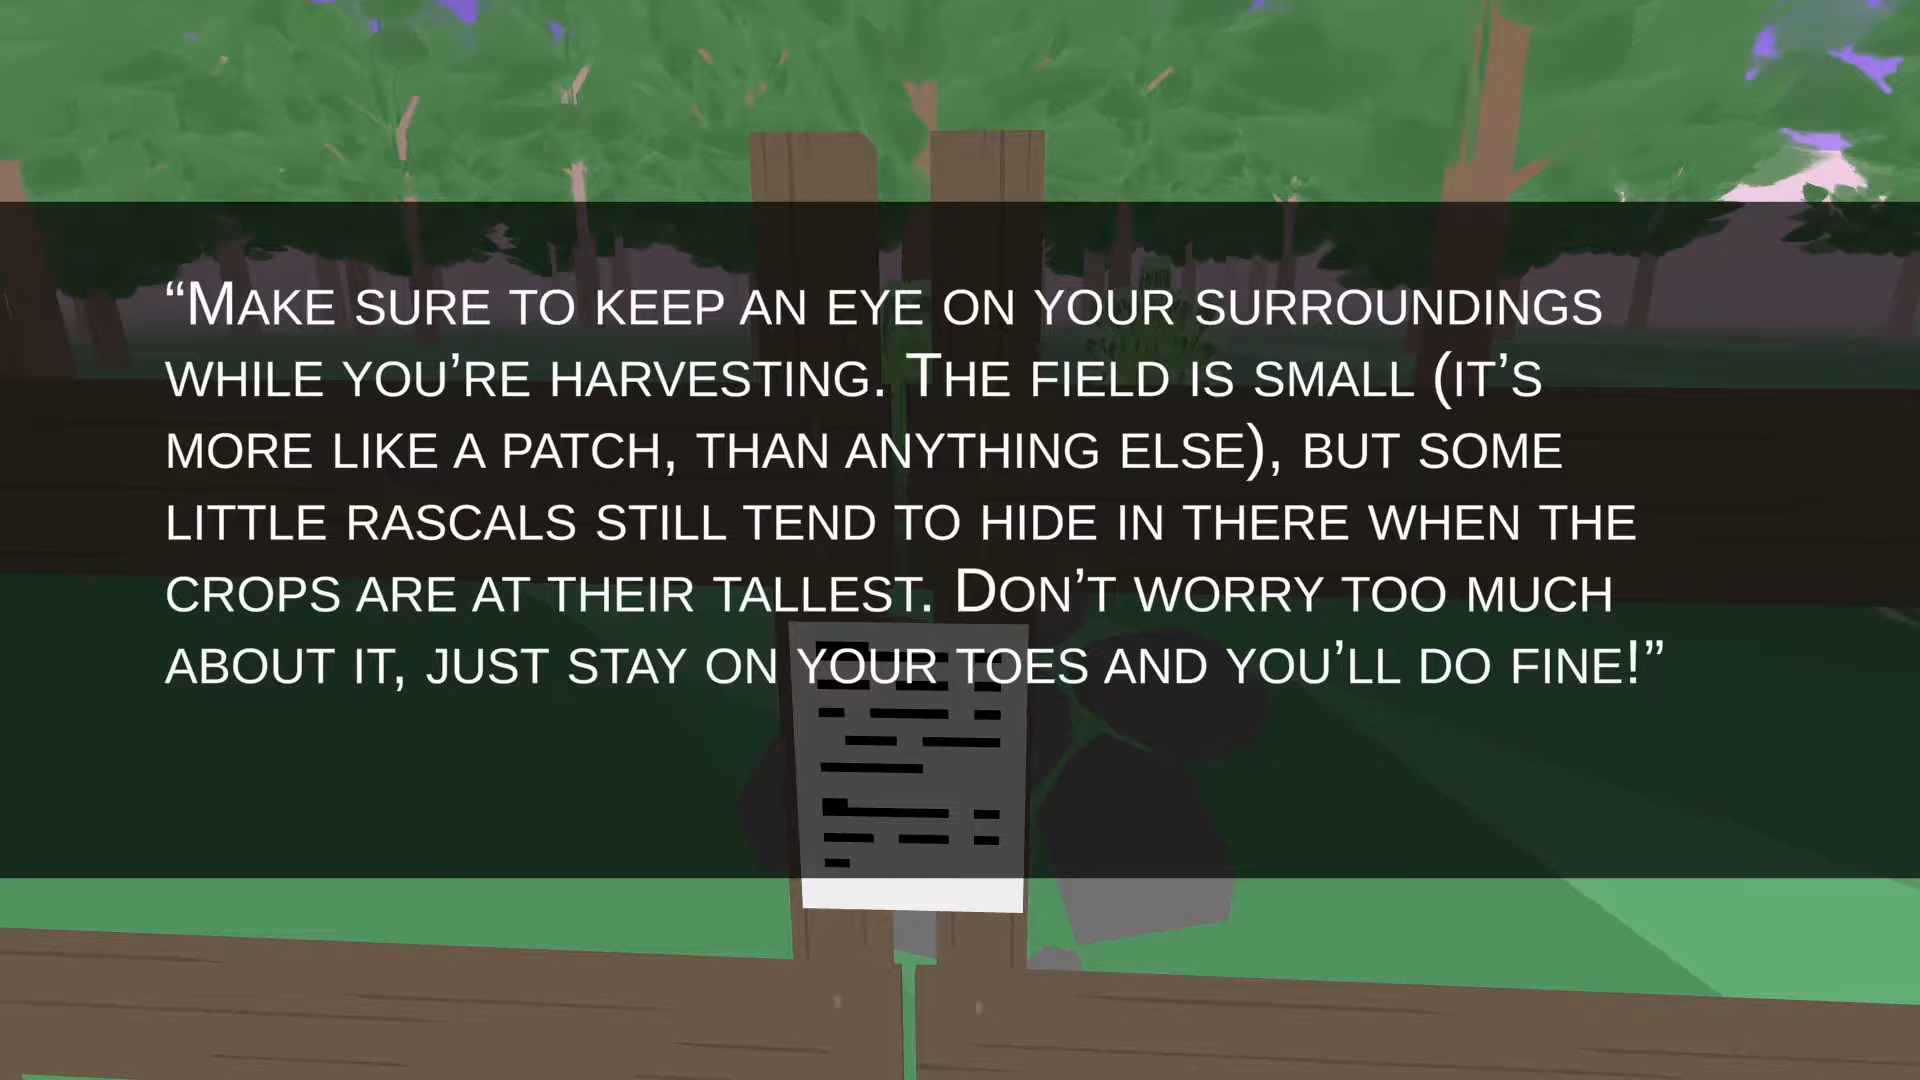 “Make sure to keep an eye on your surroundings
while you’re harvesting. The field is small (it’s
more like a patch, than anything else), but some
little rascals still tend to hide in there when the
crops are at their tallest. Don’t worry too much
about it, just stay on your toes and you’ll do fine!”